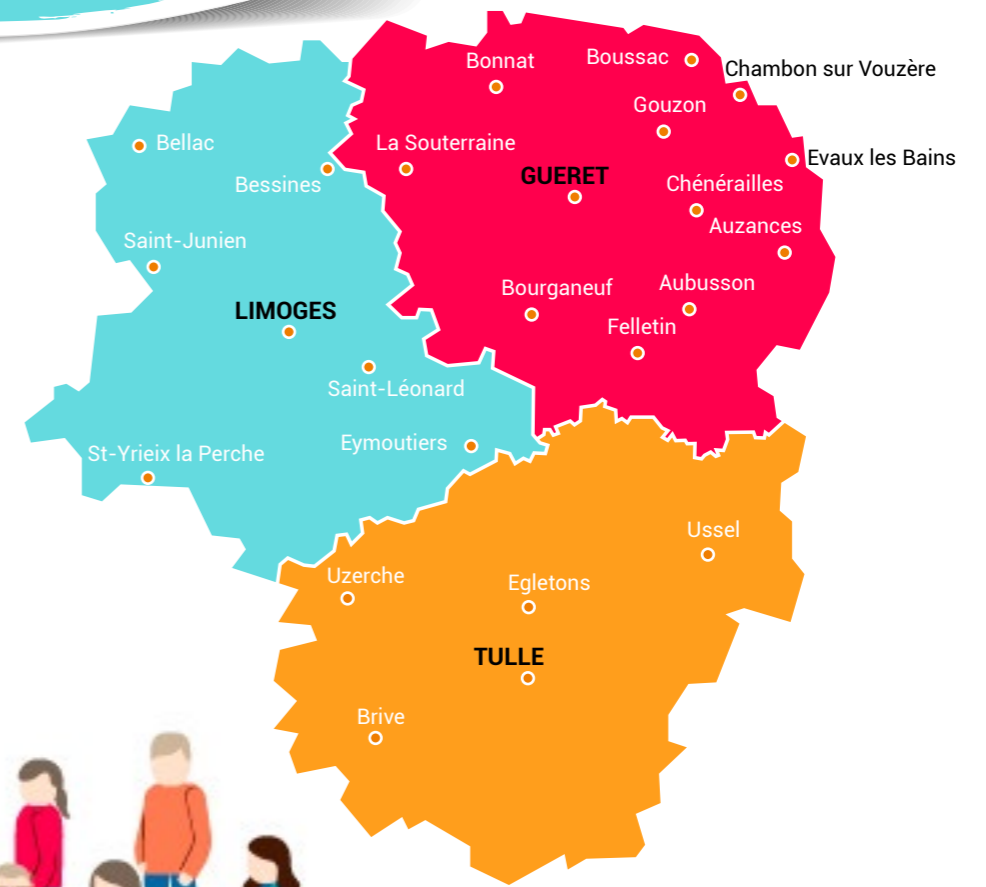 Bonnat
Boussac
Chambon sur Vouzère
Gouzon
Bellac
La Souterraine
Evaux les Bains
Bessines
GUERET
Chénérailles
Auzances
Saint-Junien
Bourganeuf
Aubusson
LIMOGES
Felletin
Saint-Léonard
Eymoutiers
St-Yrieix la Perche
Ussel
Uzerche
Egletons
TULLE
Brive